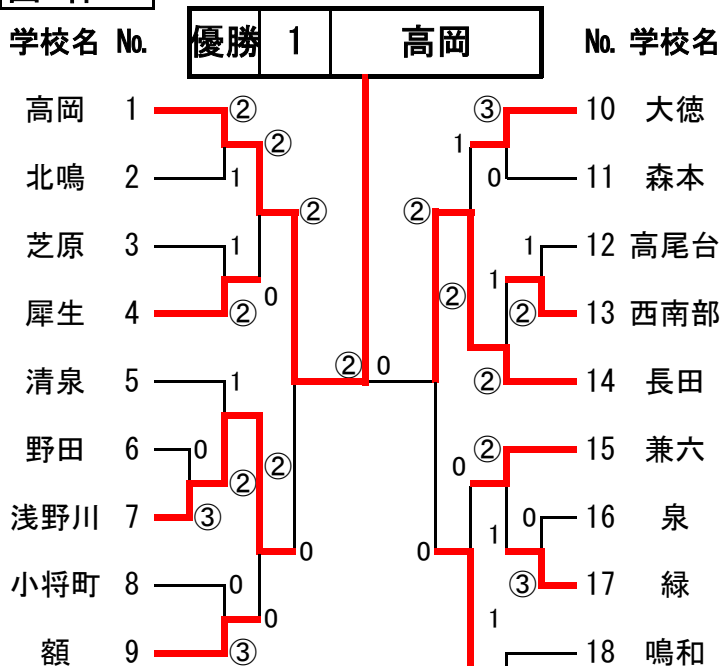 学校名 No. 優勝 1 高岡 No. 学校名
高岡 1 ② ③ 10 大徳
② 1
北鳴 2 1 0 11 森本
② ②
芝原 3 1 1 12 高尾台
0 ② 1
犀生 4 ② ② 13 西南部
② 0
清泉 5 1 ② 14 長田
野田 6 0 ② 0 ② 15 兼六
②
浅野川 7 ③ 1 0 16 泉
0 0
小将町 8 0 ③ 17 緑
0 1
額 9 ③ 18 鳴和